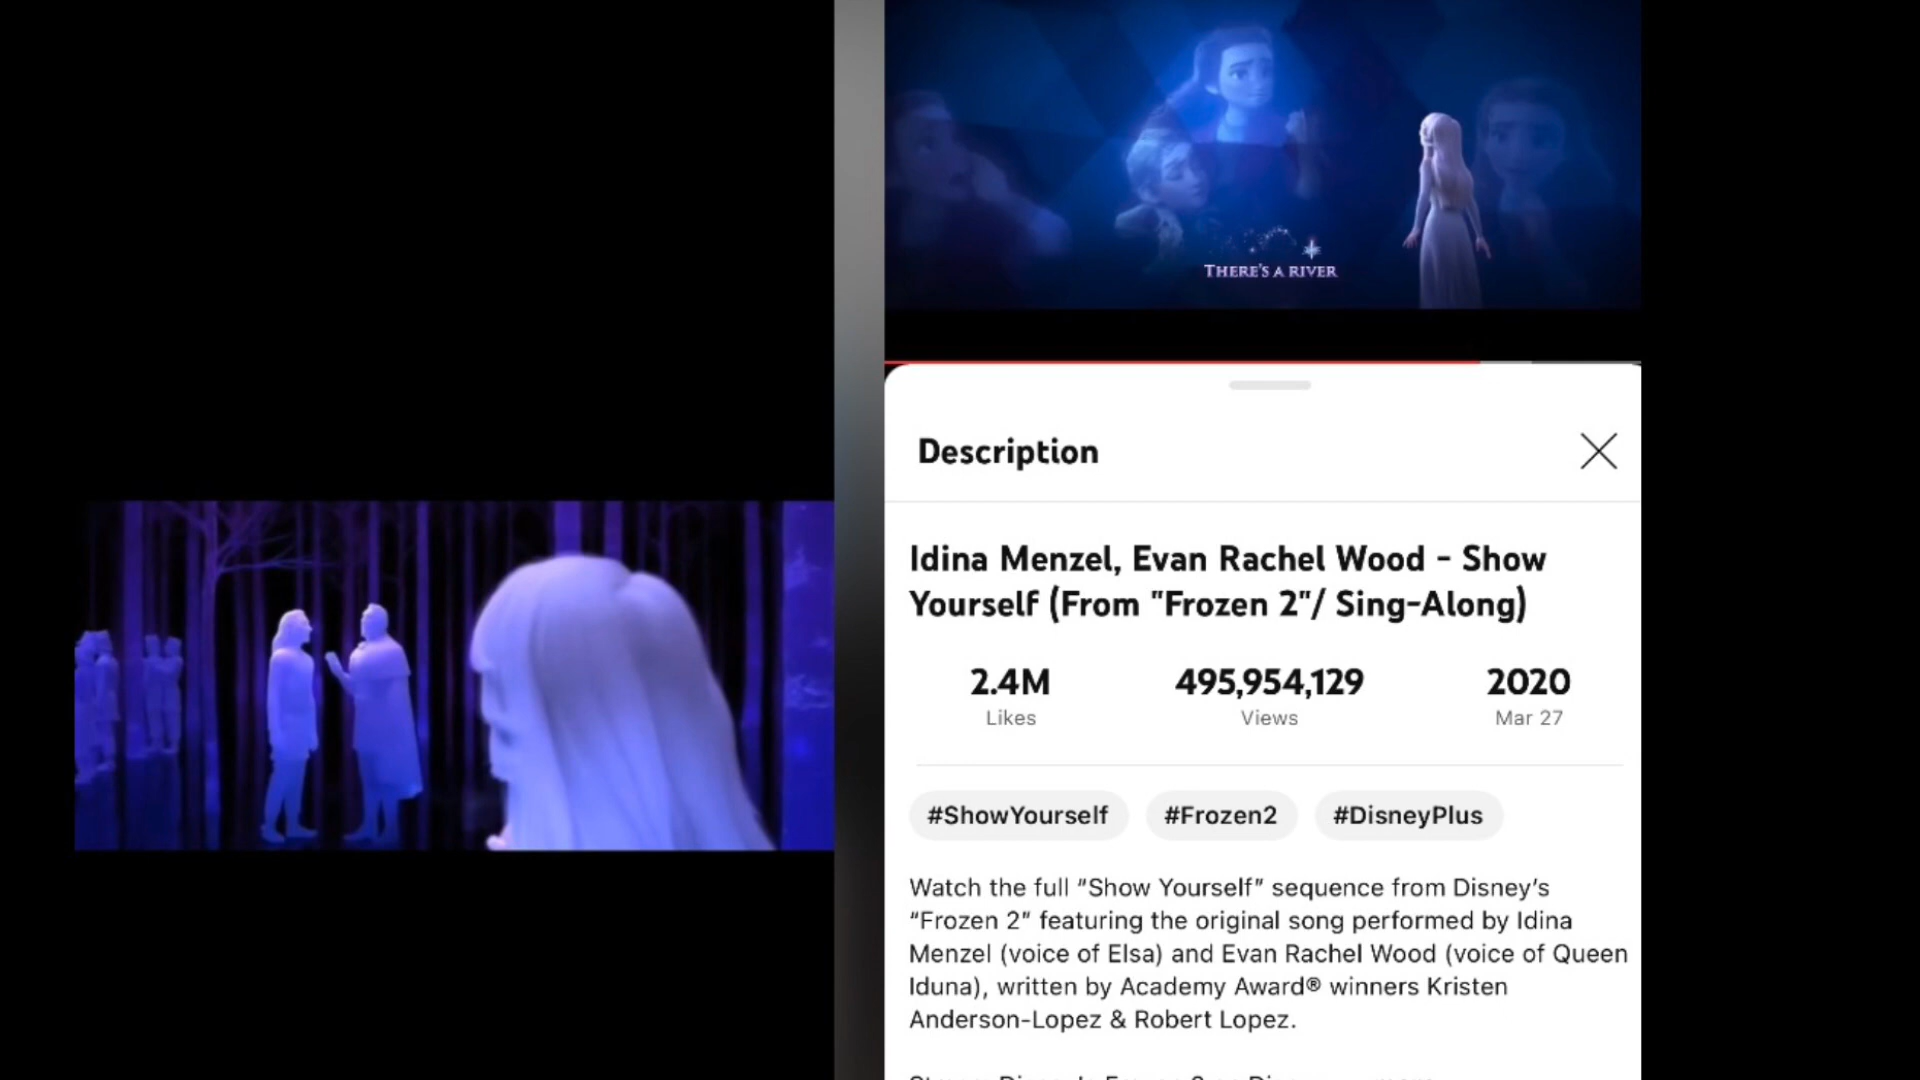 THERE'S A RIVER
Description
Idina Menzel, Evan Rachel Wood - Show
Yourself (From "Frozen 2"/ Sing-Along)
2.4M 495,954,129 2020
Likes Views Mar 27
#ShowYourself #Frozen2 #DisneyPlus
Watch the full “Show Yourself” sequence from Disney’s
“Frozen 2” featuring the original song performed by Idina
Menzel (voice of Elsa) and Evan Rachel Wood (voice of Queen
Iduna), written by Academy Award® winners Kristen
Anderson-Lopez & Robert Lopez.